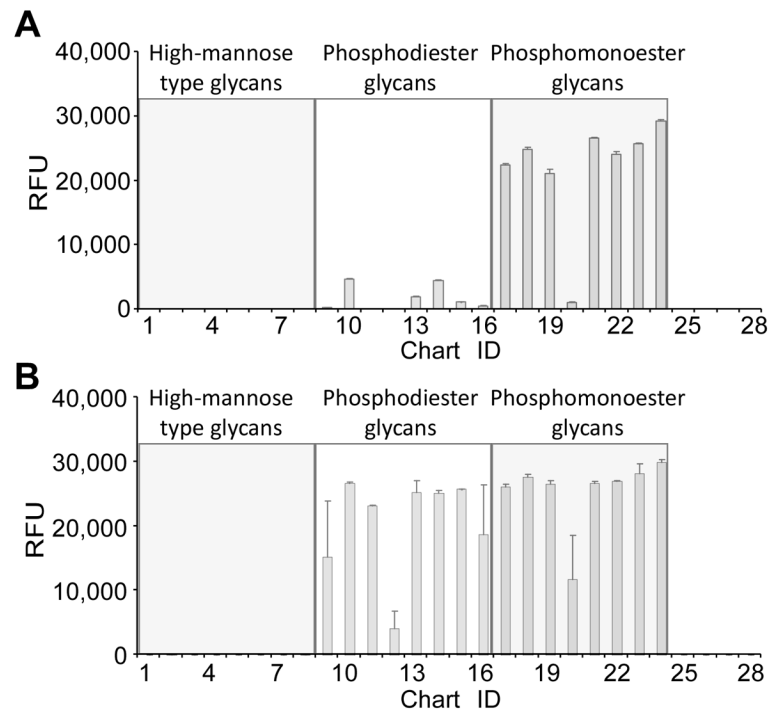 A
40,000
30,000
20,000
10,000
0
RFU
High-mannose type glycans
Phosphodiester glycans
Phosphomonoester glycans
1 4 7 10 13 16 19 22 25 28
Chart ID
B
40,000
30,000
20,000
10,000
0
RFU
High-mannose type glycans
Phosphodiester glycans
Phosphomonoester glycans
1 4 7 10 13 16 19 22 25 28
Chart ID